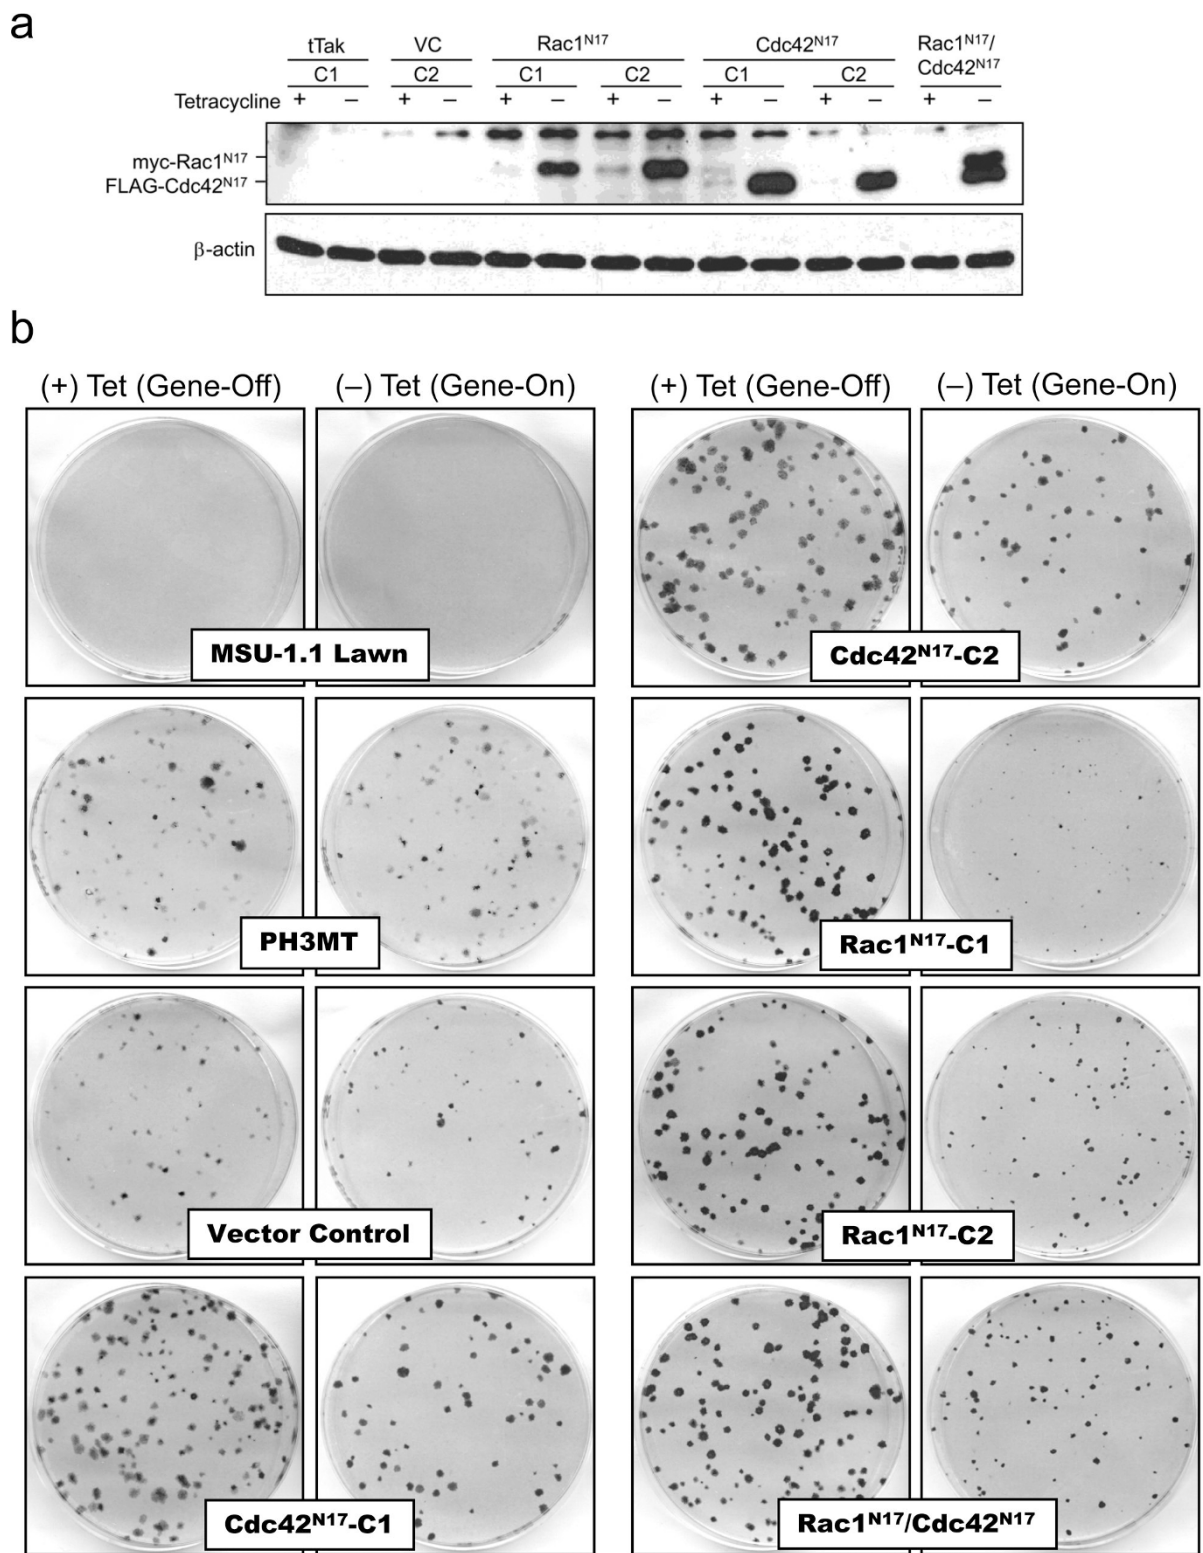 a
tTak VC Rac1ᴺ¹⁷ Cdc42ᴺ¹⁷ Rac1ᴺ¹⁷/
Cdc42ᴺ¹⁷
C1 C2 C1 C2 C1 C2
Tetracycline + – + – + – + – + – + – + –
myc-Rac1ᴺ¹⁷
FLAG-Cdc42ᴺ¹⁷
β-actin
b
(+) Tet (Gene-Off) (–) Tet (Gene-On) (+) Tet (Gene-Off) (–) Tet (Gene-On)
MSU-1.1 Lawn Cdc42ᴺ¹⁷-C2
PH3MT Rac1ᴺ¹⁷-C1
Vector Control Rac1ᴺ¹⁷-C2
Cdc42ᴺ¹⁷-C1 Rac1ᴺ¹⁷/Cdc42ᴺ¹⁷